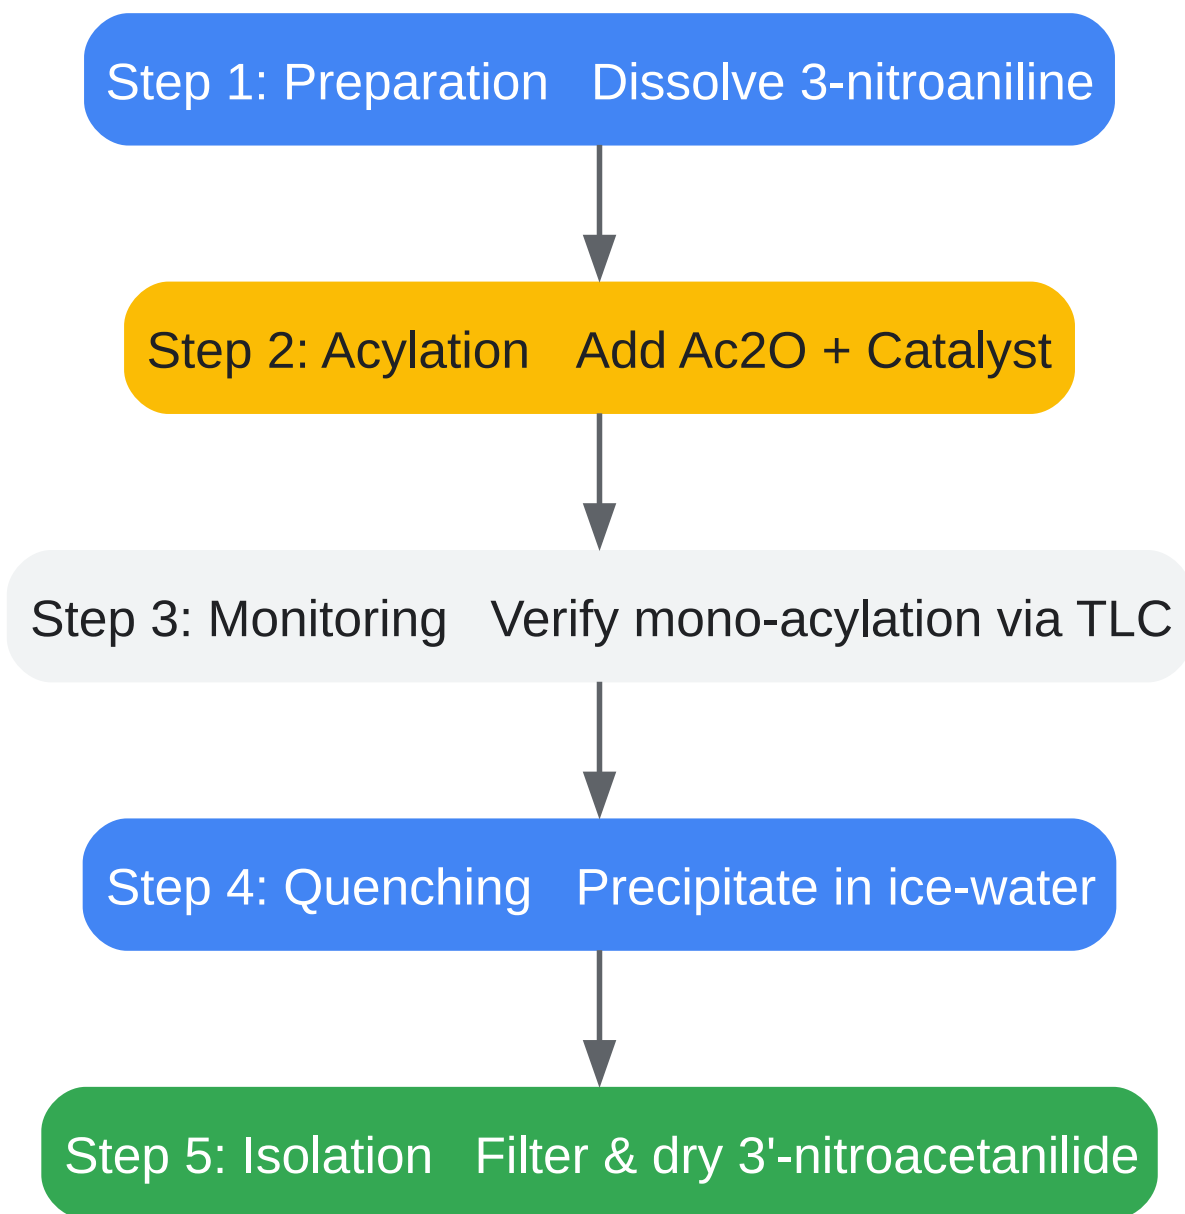 Step 1: Preparation   Dissolve 3-nitroaniline
Step 2: Acylation   Add Ac2O + Catalyst
Step 3: Monitoring   Verify mono-acylation via TLC
Step 4: Quenching   Precipitate in ice-water
Step 5: Isolation   Filter & dry 3'-nitroacetanilide